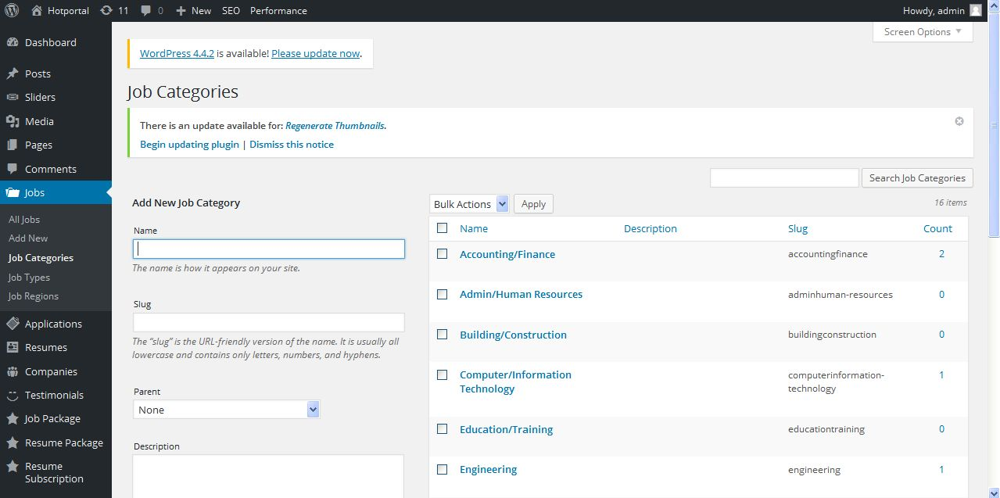 Hotportal 11 0 New SEO Performance Howdy, admin
Screen Options
Dashboard
Posts
Sliders
Media
Pages
Comments
Jobs
All Jobs
Add New
Job Categories
Job Types
Job Regions
Applications
Resumes
Companies
Testimonials
Job Package
Resume Package
Resume
Subscription
WordPress 4.4.2 is available! Please update now.
Job Categories
There is an update available for: Regenerate Thumbnails.
Begin updating plugin | Dismiss this notice
Search Job Categories
Add New Job Category
Name
The name is how it appears on your site.
Slug
The “slug” is the URL-friendly version of the name. It is usually all
lowercase and contains only letters, numbers, and hyphens.
Parent
None
Description
Bulk Actions Apply 16 items
Name Description Slug Count
Accounting/Finance accountingfinance 2
Admin/Human Resources adminhuman-resources 0
Building/Construction buildingconstruction 0
Computer/Information computerinformation- 1
Technology technology
Education/Training educationtraining 0
Engineering engineering 1